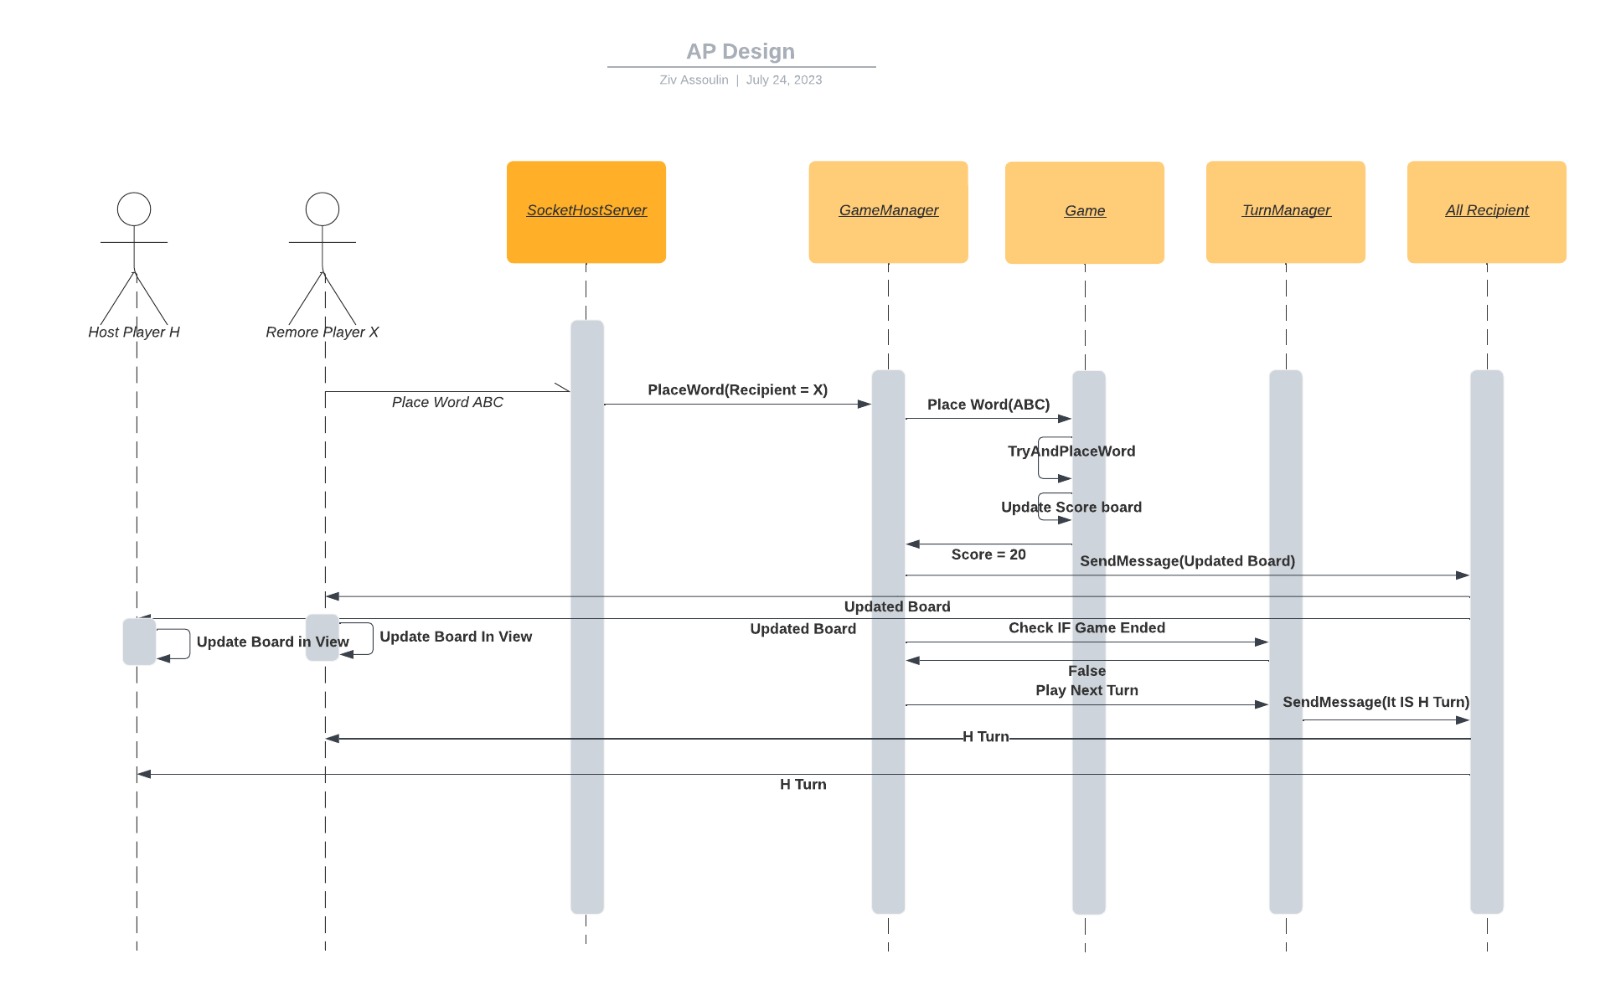 AP Design
Ziv Assoulin | July 24, 2023
SocketHostServer
GameManager
Game
TurnManager
All Recipient
Host Player H
Remore Player X
PlaceWord(Recipient = X)
Place Word ABC
Place Word(ABC)
TryAndPlaceWord
Update Score board
Score = 20
SendMessage(Updated Board)
Updated Board
Updated Board
Check IF Game Ended
Update Board in View
Update Board In View
False
Play Next Turn
SendMessage(It IS H Turn)
H Turn
H Turn